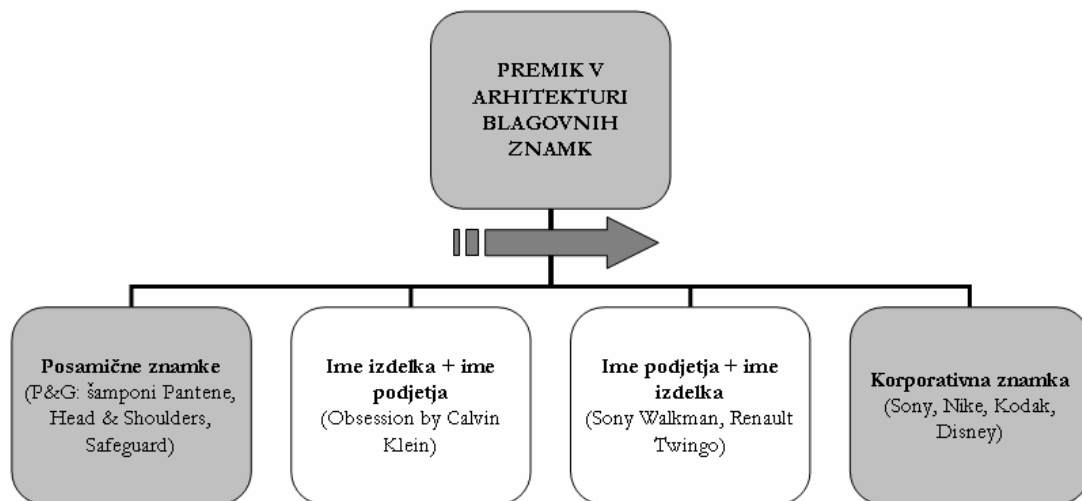 PREMIK V
ARHITEKTURI
BLAGOVNIH
ZNAMK
Posamične znamke
(P&G: šamponi Pantene,
Head & Shoulders,
Safeguard)
Ime izdelka + ime
podjetja
(Obsession by Calvin
Klein)
Ime podjetja + ime
izdelka
(Sony Walkman, Renault
Twingo)
Korporativna znamka
(Sony, Nike, Kodak,
Disney)